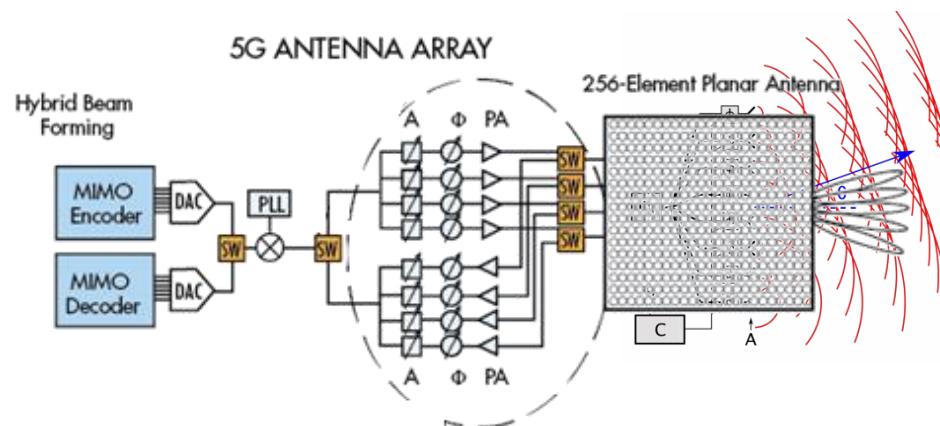 5G ANTENNA ARRAY
256-Element Planar Antenna
Hybrid Beam
Forming
A Φ PA
MIMO
Encoder
DAC
PLL
SW
SW
SW
SW
SW
SW
MIMO
Decoder
DAC
A Φ PA
C
A